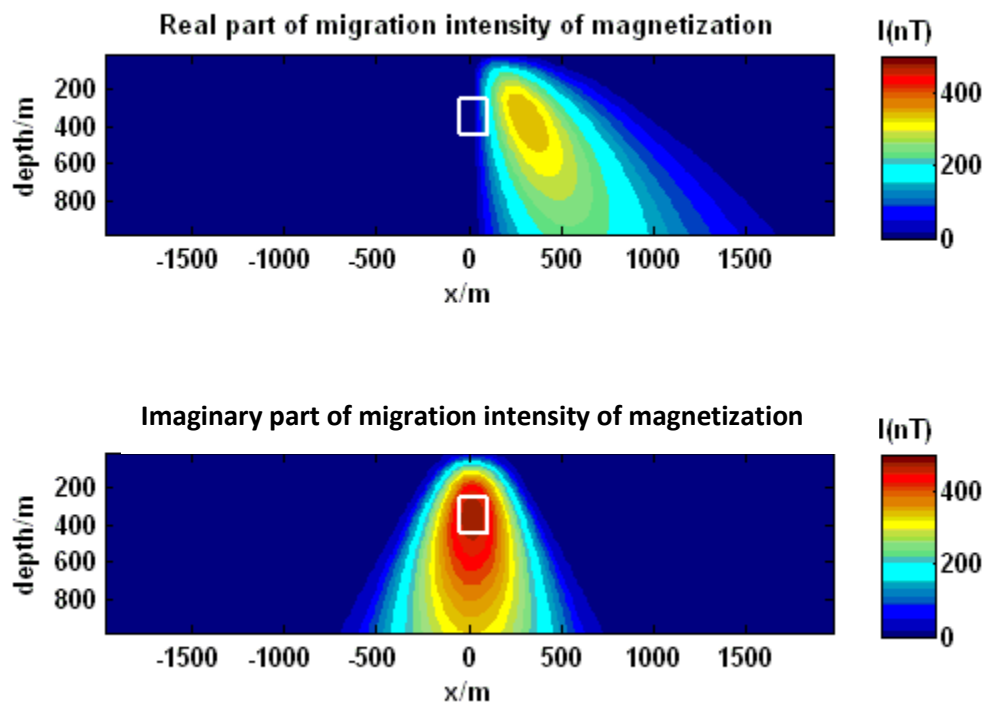 Real part of migration intensity of magnetization
I(nT)
400
200
0
depth/m
200
400
600
800
-1500 -1000 -500 0 500 1000 1500
x/m
Imaginary part of migration intensity of magnetization
I(nT)
400
200
0
depth/m
200
400
600
800
-1500 -1000 -500 0 500 1000 1500
x/m